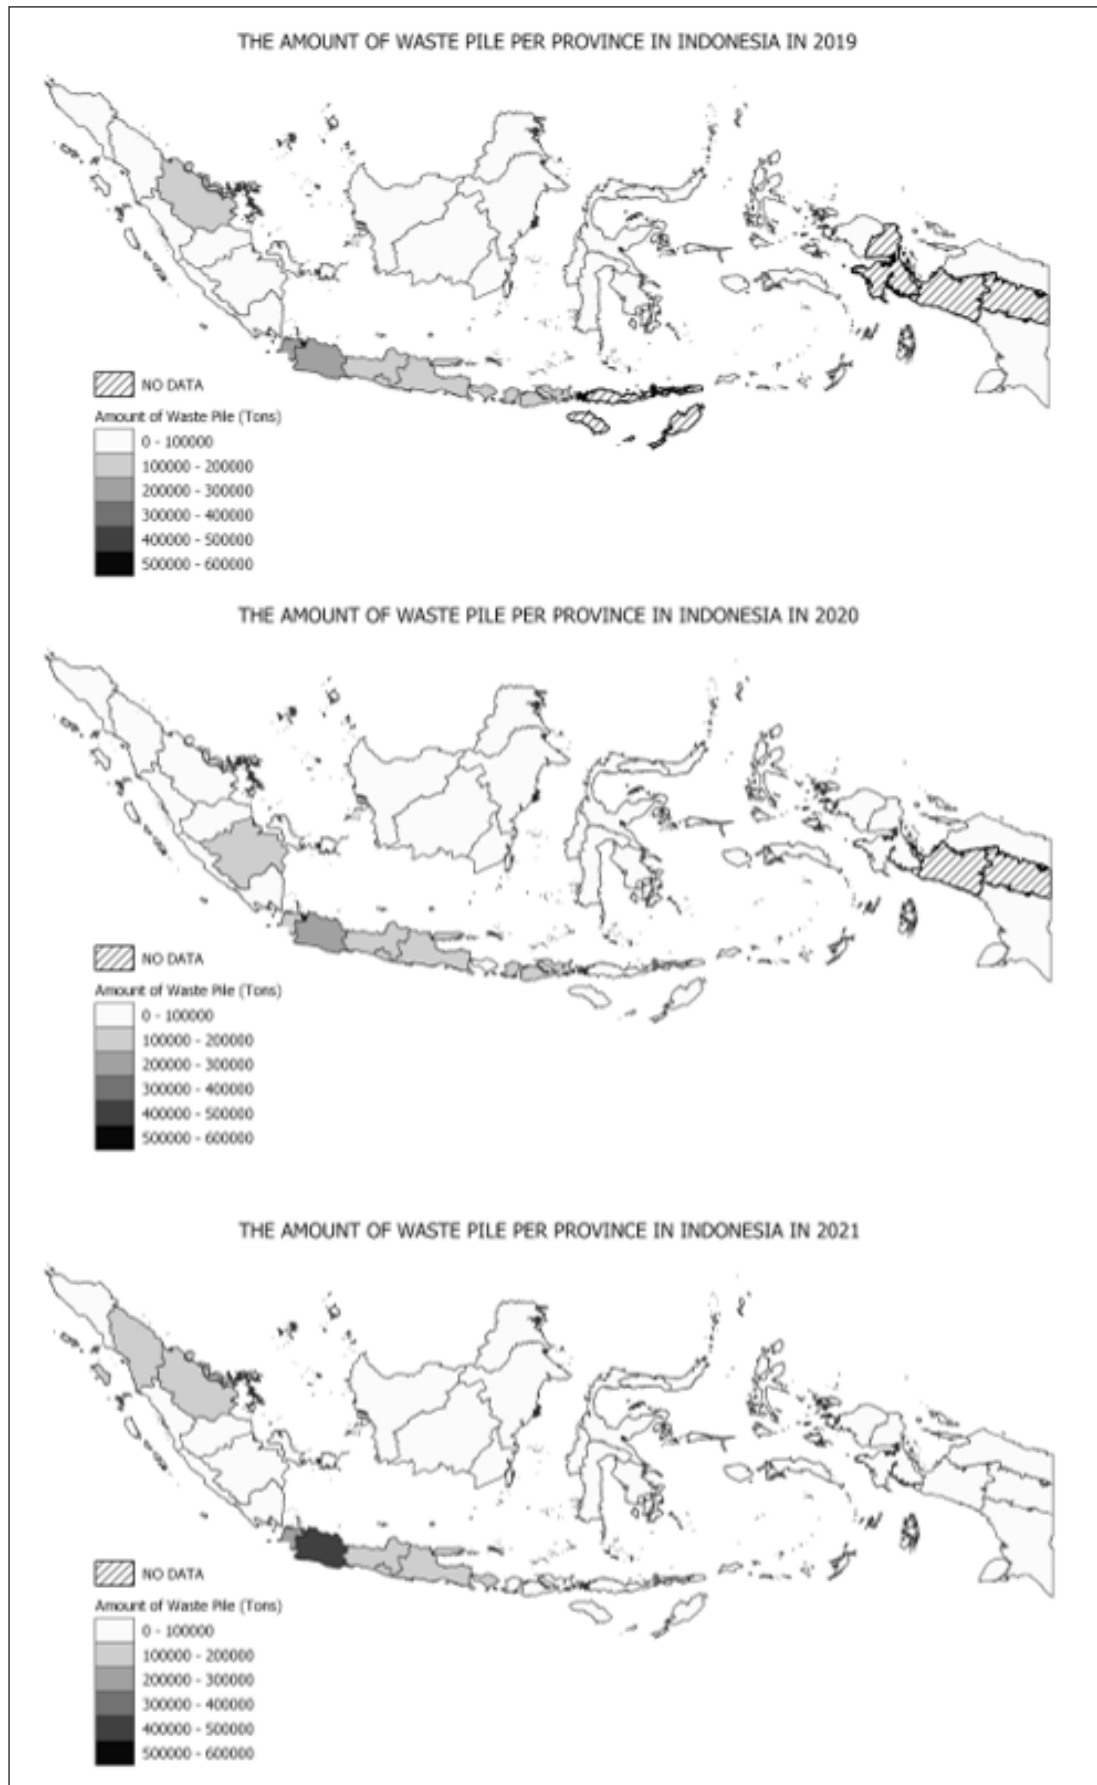 THE AMOUNT OF WASTE PILE PER PROVINCE IN INDONESIA IN 2019
NO DATA
Amount of Waste Pile (Tons)
0 - 100000
100000 - 200000
200000 - 300000
300000 - 400000
400000 - 500000
500000 - 600000
THE AMOUNT OF WASTE PILE PER PROVINCE IN INDONESIA IN 2020
NO DATA
Amount of Waste Pile (Tons)
0 - 100000
100000 - 200000
200000 - 300000
300000 - 400000
400000 - 500000
500000 - 600000
THE AMOUNT OF WASTE PILE PER PROVINCE IN INDONESIA IN 2021
NO DATA
Amount of Waste Pile (Tons)
0 - 100000
100000 - 200000
200000 - 300000
300000 - 400000
400000 - 500000
500000 - 600000